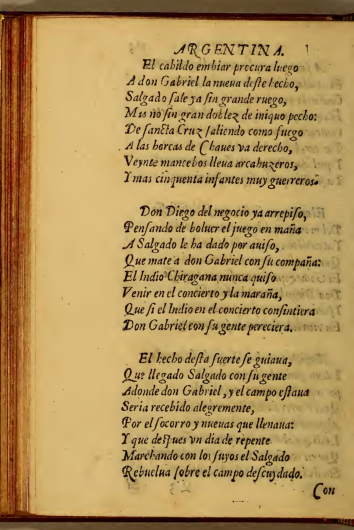 ARGENTINA.
El cabildo embiar procura luego
A don Gabriel la nueua deste hecho,
Salgado sale ya sin grande ruego,
Mas no sin gran doblez de iniquo pecho:
De sancta Cruz saliendo como fuego
A las horcas de Chaues va derecho,
Veynte mancebos lleua arcabuzeros,
Y mas cinquenta infantes muy guerreros.
Don Diego del negocio ya arrepiso,
Pensando de boluer el juego en maña
A Salgado le ha dado por auiso,
Que mate a don Gabriel con su compaña:
El Indio Chiragana nunca quiso
Venir en el concierto y la maraña,
Que si el Indio en el concierto consintiera
Don Gabriel con su gente pereciera.
El hecho desta suerte se guiaua,
Que llegado Salgado con su gente
Adonde don Gabriel, y el campo estaua
Seria recebido alegremente,
Por el socorro y nueuas que lleuaua:
Y que despues vn dia de repente
Marchando con los suyos el Salgado
Rebuelua sobre el campo descuydado.
Con